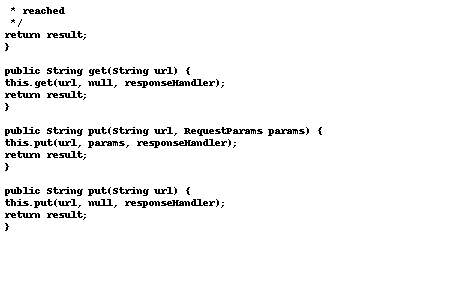 * reached
*/
return result;
}
public String get(String url) {
this.get(url, null, responseHandler);
return result;
}
public String put(String url, RequestParams params) {
this.put(url, params, responseHandler);
return result;
}
public String put(String url) {
this.put(url, null, responseHandler);
return result;
}